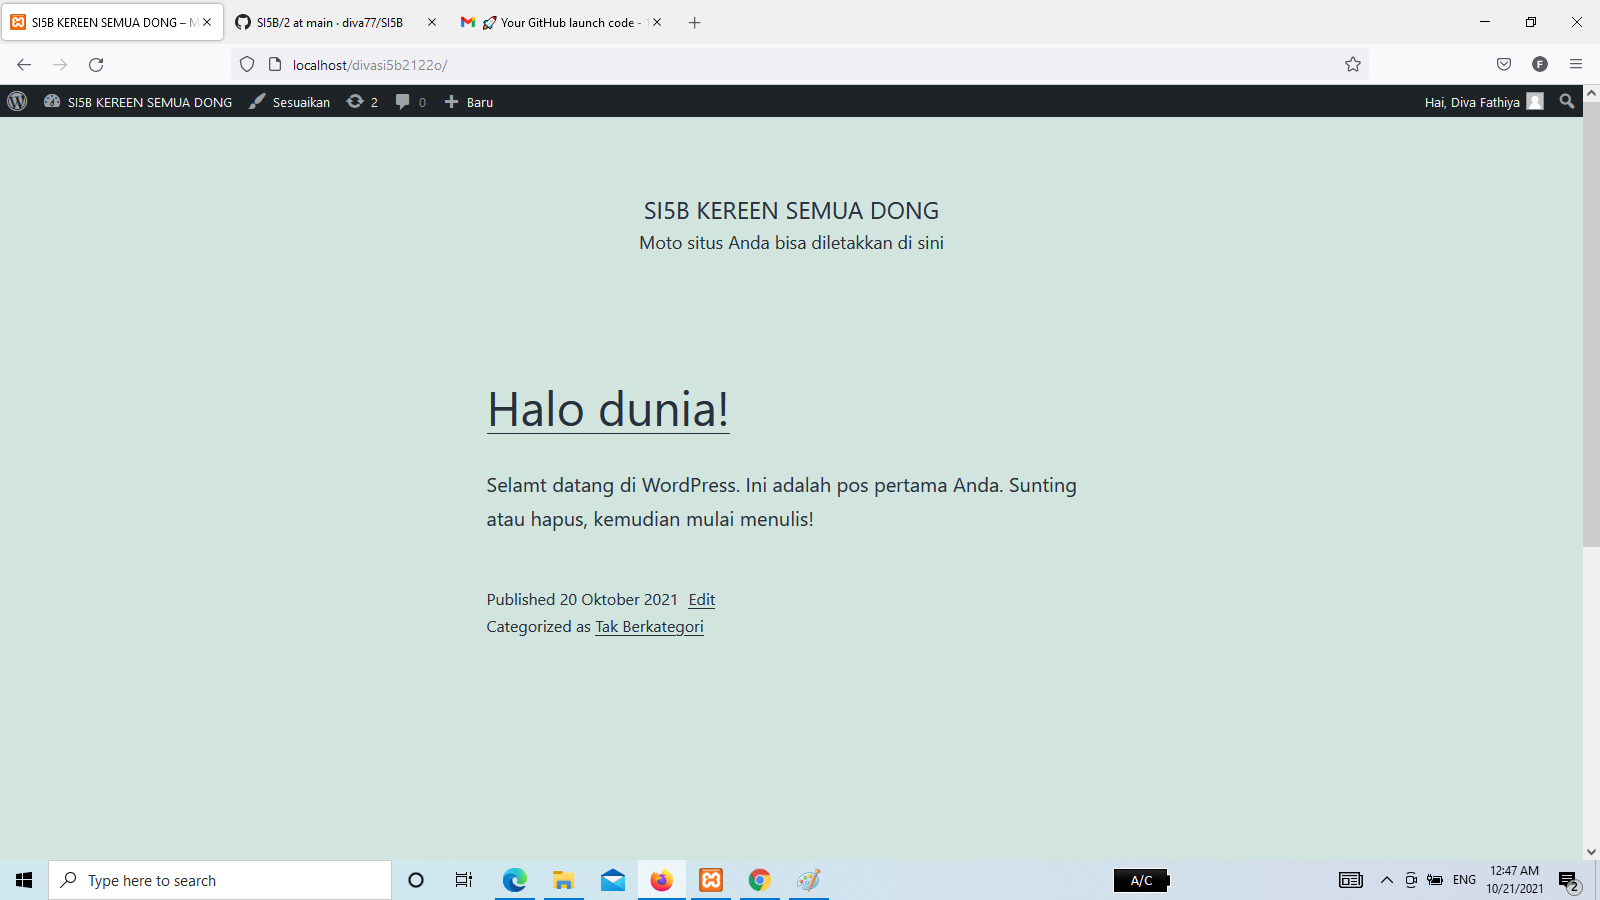 SI5B KEREEN SEMUA DONG – M
SI5B/2 at main · diva77/SI5B
Your GitHub launch code -
localhost/divasi5b2122o/
SI5B KEREEN SEMUA DONG
Sesuaikan
2
0
Baru
Hai, Diva Fathiya
SI5B KEREEN SEMUA DONG
Moto situs Anda bisa diletakkan di sini
Halo dunia!
Selamt datang di WordPress. Ini adalah pos pertama Anda. Sunting
atau hapus, kemudian mulai menulis!
Published 20 Oktober 2021 Edit
Categorized as Tak Berkategori
Type here to search
A/C
ENG
12:47 AM
10/21/2021
2